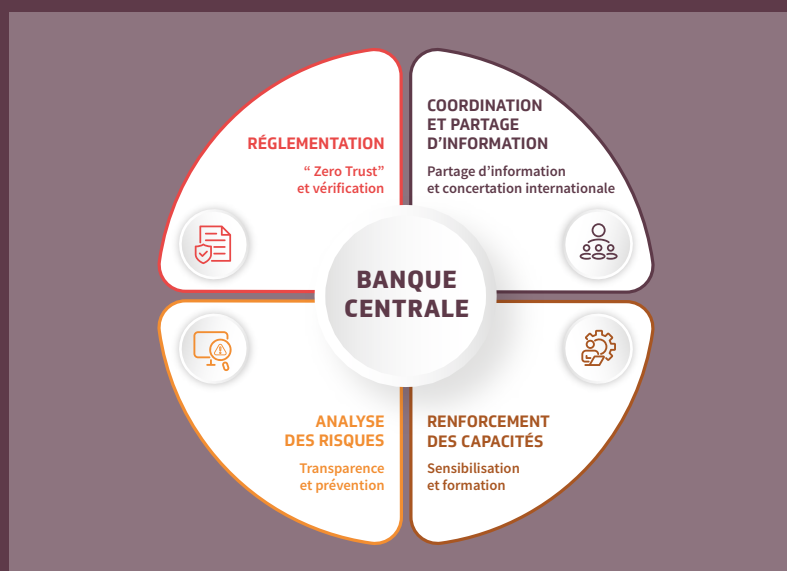 RÉGLEMENTATION
“ Zero Trust”
et vérification
COORDINATION
ET PARTAGE
D’INFORMATION
Partage d’information
et concertation internationale
BANQUE
CENTRALE
ANALYSE
DES RISQUES
Transparence
et prévention
RENFORCEMENT
DES CAPACITÉS
Sensibilisation
et formation